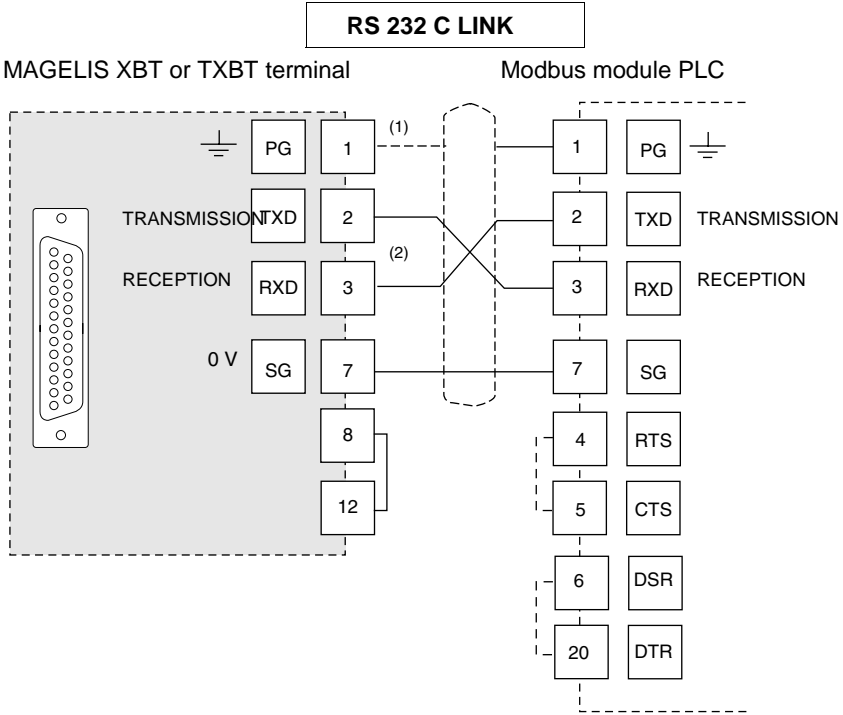 RS 232 C LINK
MAGELIS XBT or TXBT terminal
Modbus module PLC
PG 1 (1) 1 PG
TRANSMISSION TXD 2 2 TXD TRANSMISSION
(2)
RECEPTION RXD 3 3 RXD RECEPTION
0 V SG 7 7 SG
8 4 RTS
12 5 CTS
6 DSR
20 DTR